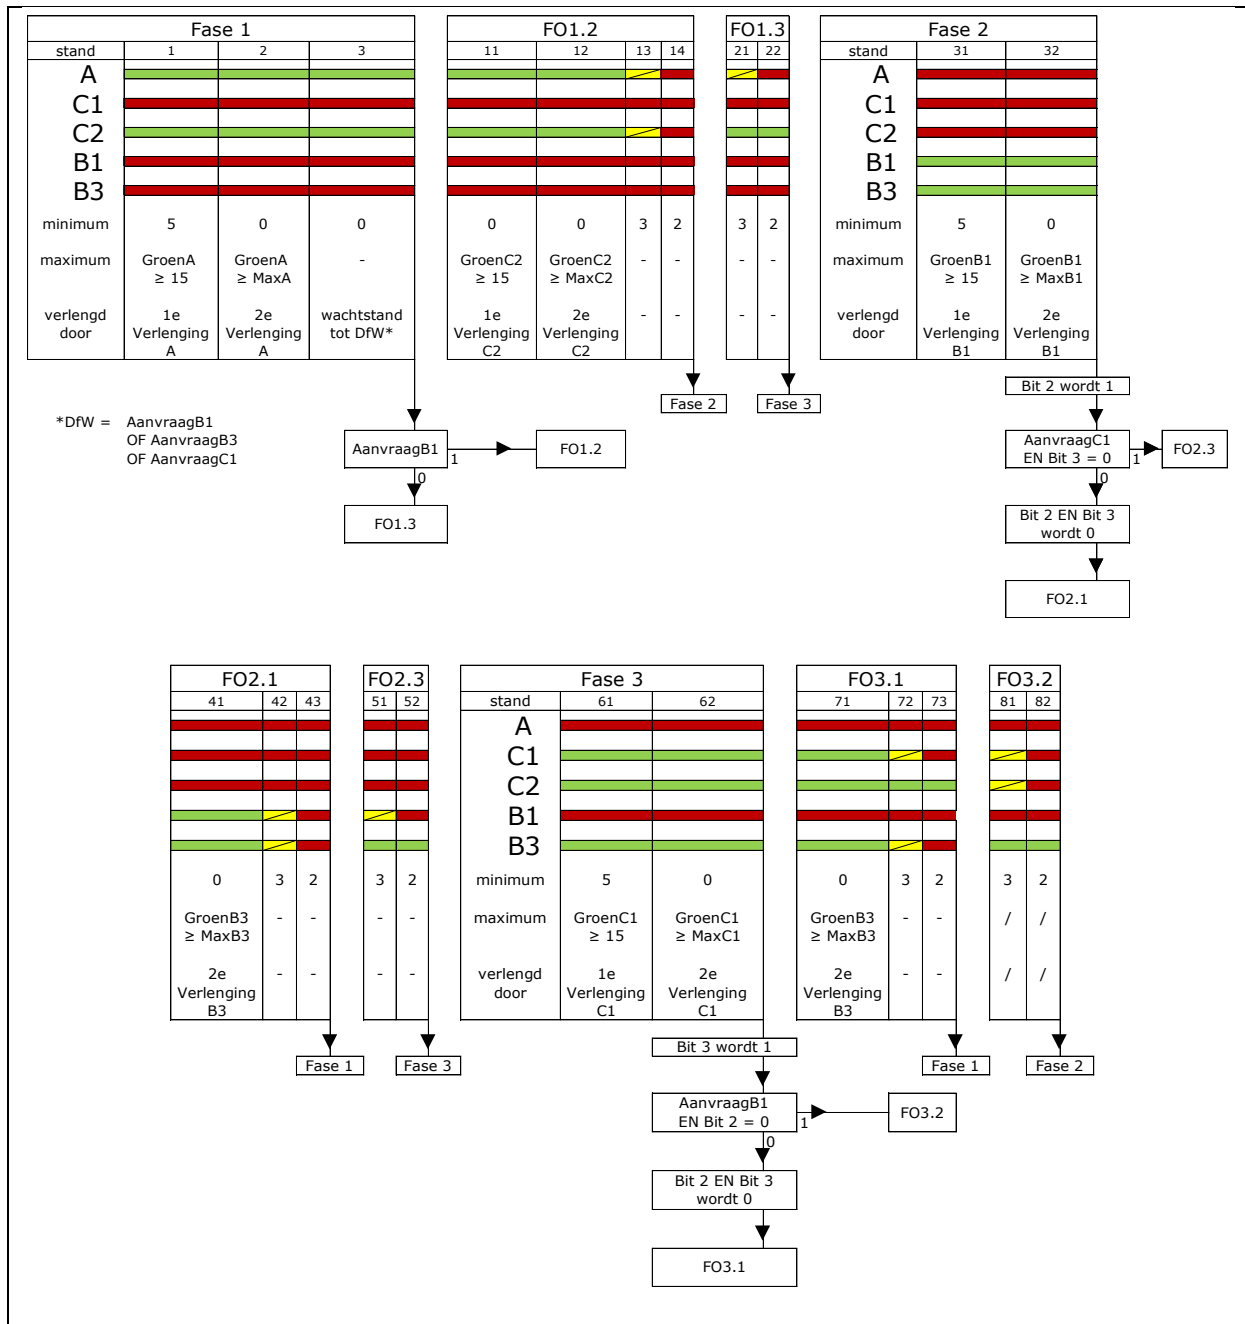 Fase 1
stand 1 2 3
A
C1
C2
B1
B3
minimum 5 0 0
maximum GroenA GroenA -
≥ 15 ≥ MaxA
verlengd 1e 2e wachtstand
door Verlenging Verlenging tot DfW*
A A
FO1.2
11 12 13 14
0 0 3 2
GroenC2 GroenC2 - -
≥ 15 ≥ MaxC2
1e 2e - -
Verlenging Verlenging
C2 C2
Fase 2
FO1.3
21 22
3 2
- -
- -
Fase 3
Fase 2
stand 31 32
minimum 5 0
maximum GroenB1 GroenB1
≥ 15 ≥ MaxB1
verlengd 1e 2e
door Verlenging Verlenging
B1 B1
*DfW = AanvraagB1
OF AanvraagB3
OF AanvraagC1
AanvraagB1
1
FO1.2
0
FO1.3
Bit 2 wordt 1
AanvraagC1
EN Bit 3 = 0
1
FO2.3
0
Bit 2 EN Bit 3
wordt 0
FO2.1
FO2.1
41 42 43
0 3 2
GroenB3 - -
≥ MaxB3
2e - -
Verlenging
B3
Fase 1
FO2.3
51 52
3 2
- -
- -
Fase 3
Fase 3
stand 61 62
A
C1
C2
B1
B3
minimum 5 0
maximum GroenC1 GroenC1
≥ 15 ≥ MaxC1
verlengd 1e 2e
door Verlenging Verlenging
C1 C1
FO3.1
71 72 73
0 3 2
GroenB3 - -
≥ MaxB3
2e - -
Verlenging
B3
Fase 1
FO3.2
81 82
3 2
/ /
/ /
Fase 2
Bit 3 wordt 1
AanvraagB1
EN Bit 2 = 0
1
FO3.2
0
Bit 2 EN Bit 3
wordt 0
FO3.1